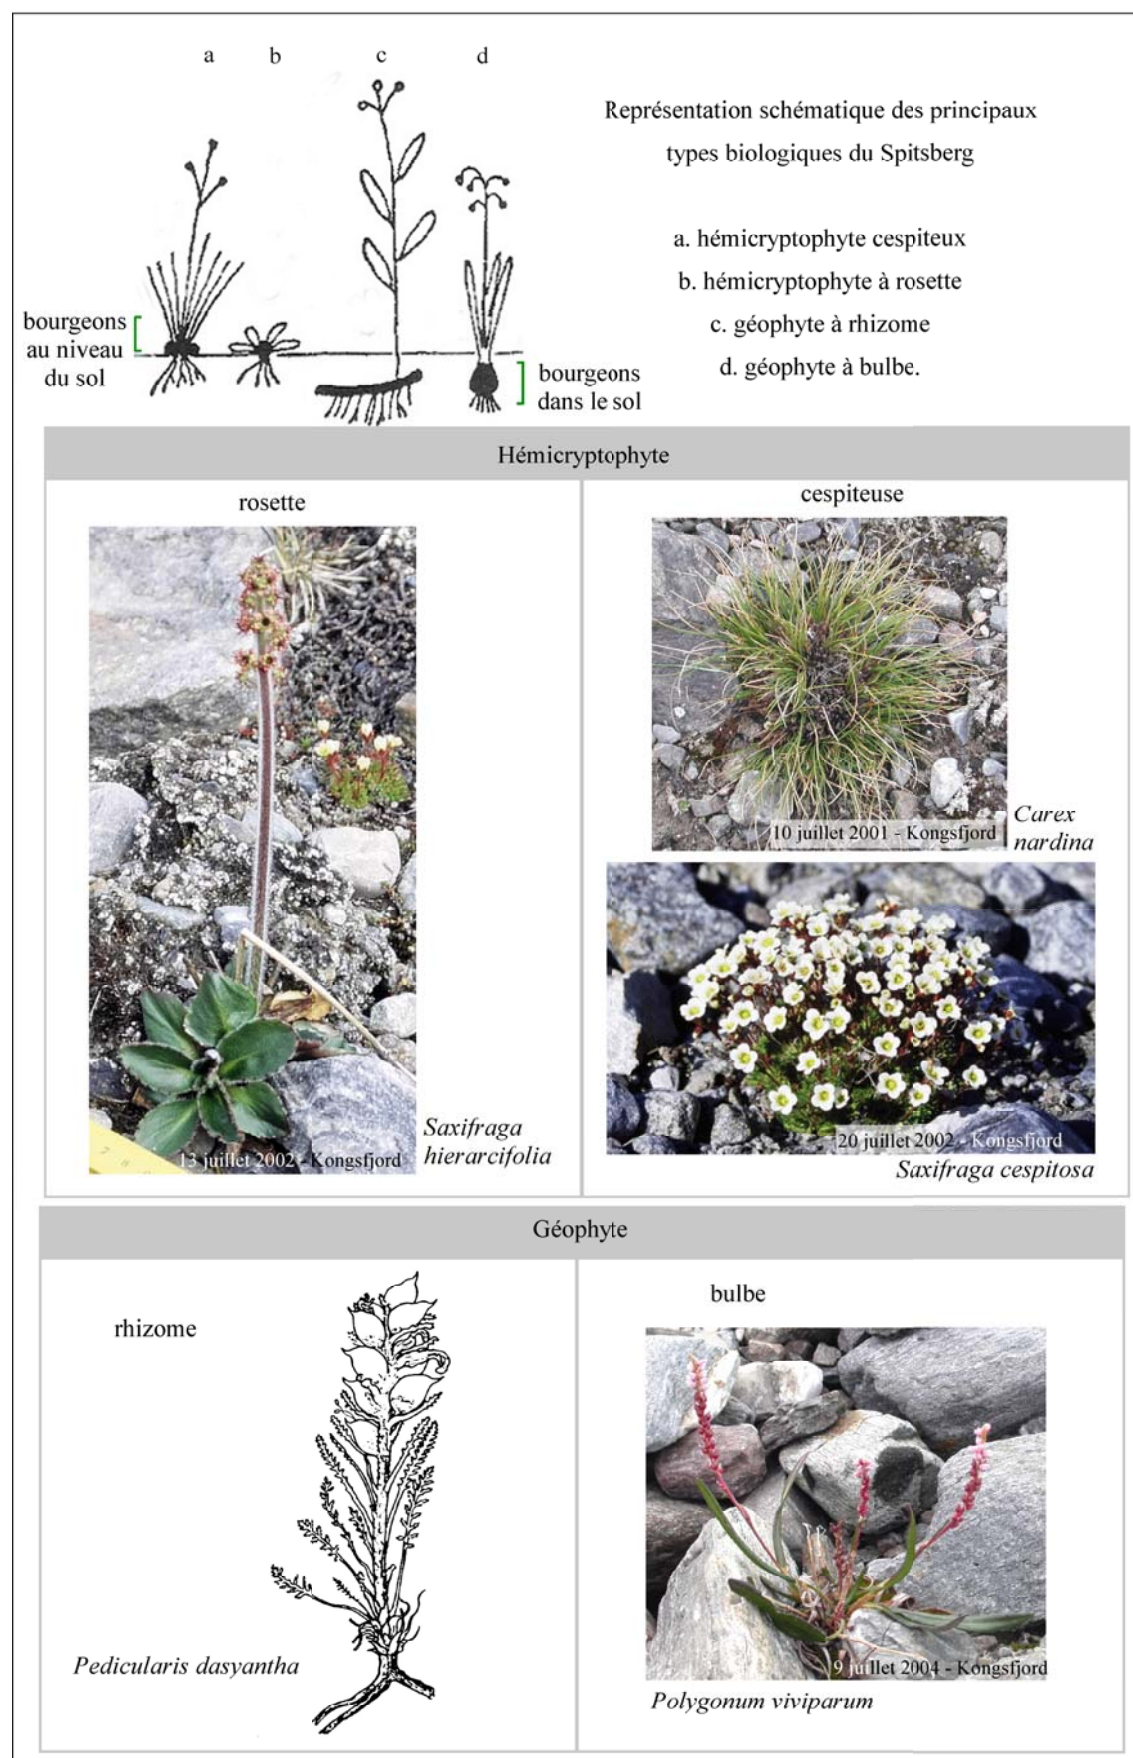 a b c d
Représentation schématique des principaux
types biologiques du Spitsberg
a. hémicryptophyte cespiteux
b. hémicryptophyte à rosette
c. géophyte à rhizome
d. géophyte à bulbe.
bourgeons
au niveau
du sol
bourgeons
dans le sol
Hémicryptophyte
rosette
13 juillet 2002 - Kongsfjord
Saxifraga
hierarcifolia
cespiteuse
10 juillet 2001 - Kongsfjord
Carex
nardina
20 juillet 2002 - Kongsfjord
Saxifraga cespitosa
Géophyte
rhizome
Pedicularis dasyantha
bulbe
9 juillet 2004 - Kongsfjord
Polygonum viviparum